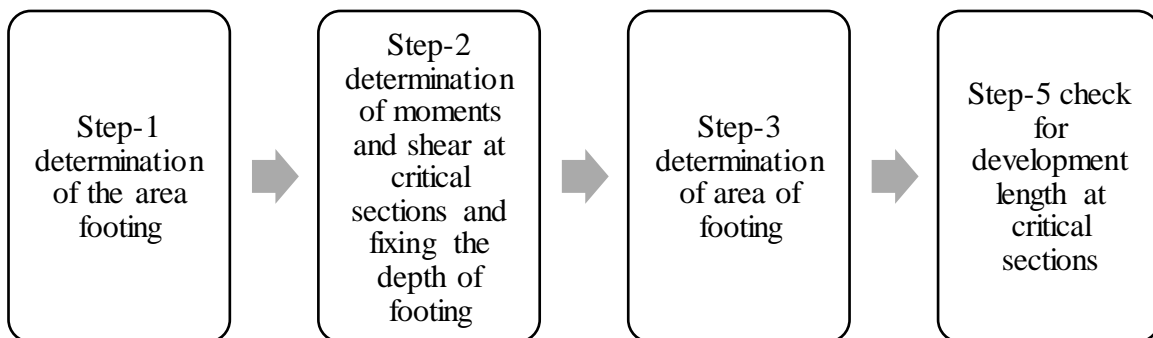 Step-1
determination
of the area
footing
Step-2
determination
of moments
and shear at
critical
sections and
fixing the
depth of
footing
Step-3
determination
of area of
footing
Step-5 check
for
development
length at
critical
sections